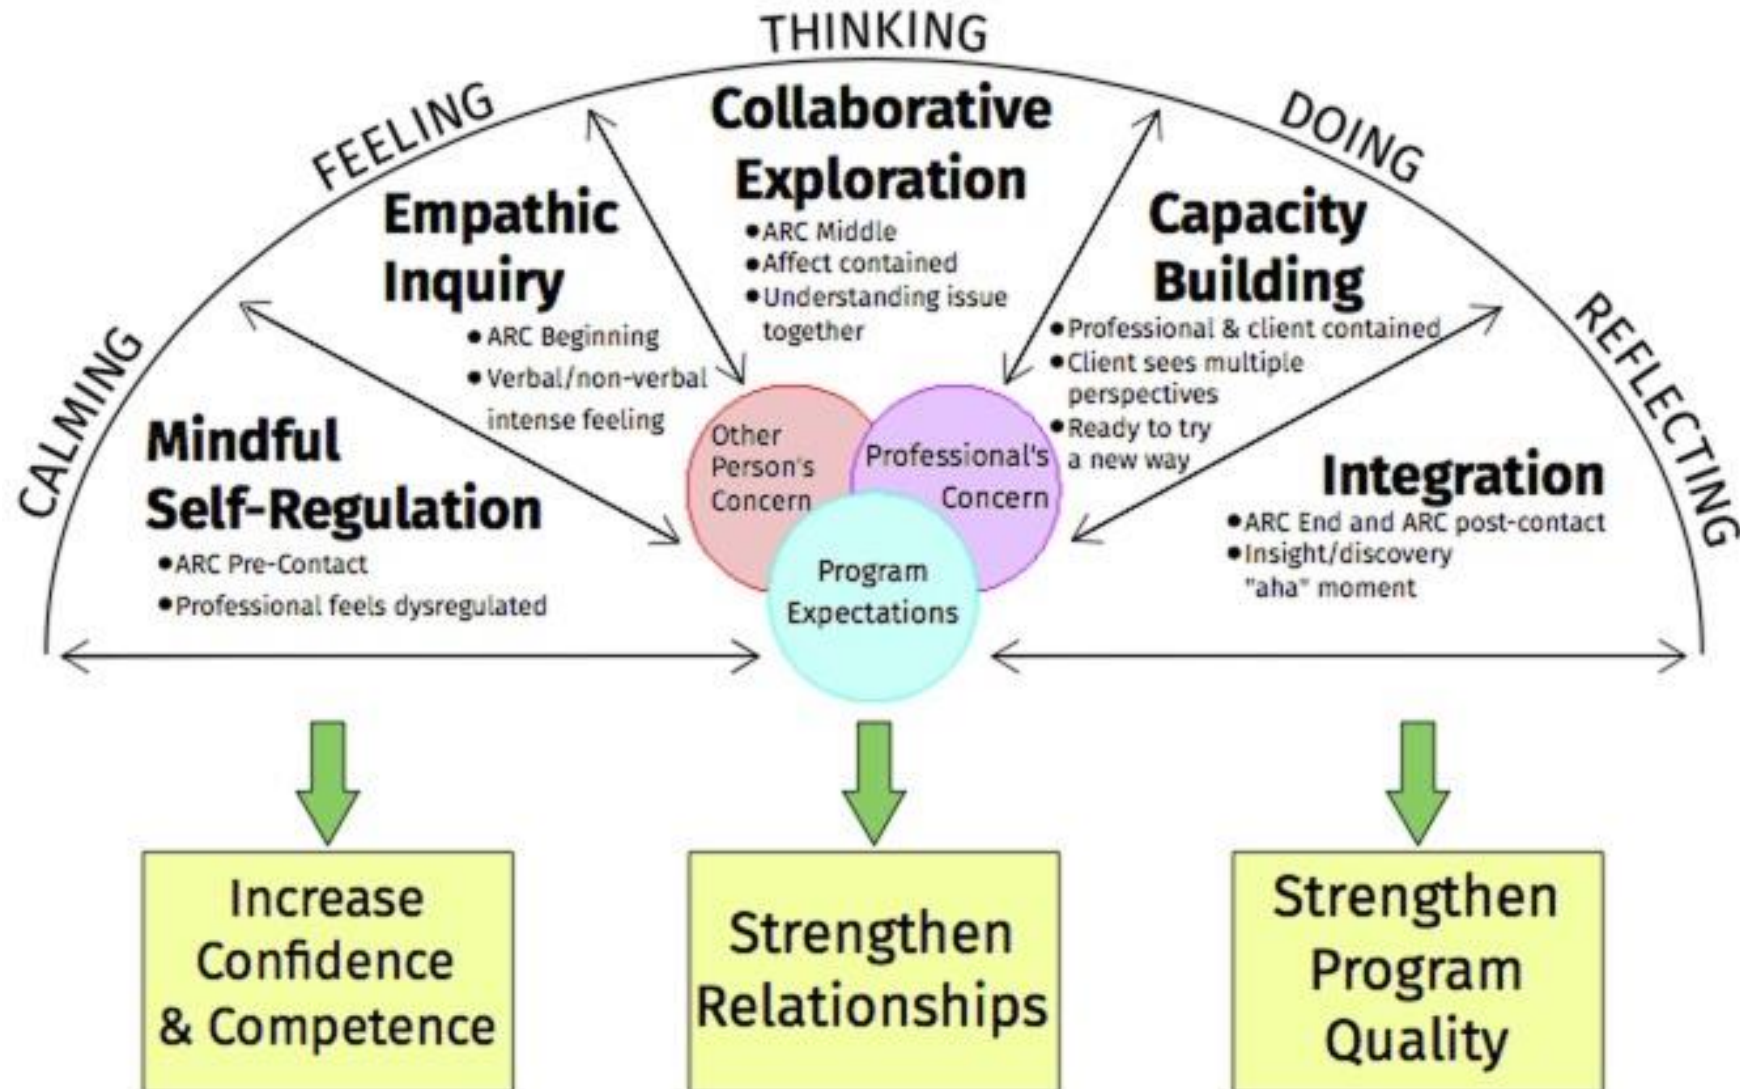 THINKING
FEELING
DOING
CALMING
REFLECTING
Collaborative
Exploration
●ARC Middle
●Affect contained
●Understanding issue
together
Empathic
Inquiry
●ARC Beginning
●Verbal/non-verbal
intense feeling
Capacity
Building
●Professional & client contained
●Client sees multiple
perspectives
●Ready to try
a new way
Mindful
Self-Regulation
●ARC Pre-Contact
●Professional feels dysregulated
Other
Person's
Concern
Professional's
Concern
Program
Expectations
Integration
●ARC End and ARC post-contact
●Insight/discovery
"aha" moment
Increase
Confidence
& Competence
Strengthen
Relationships
Strengthen
Program
Quality